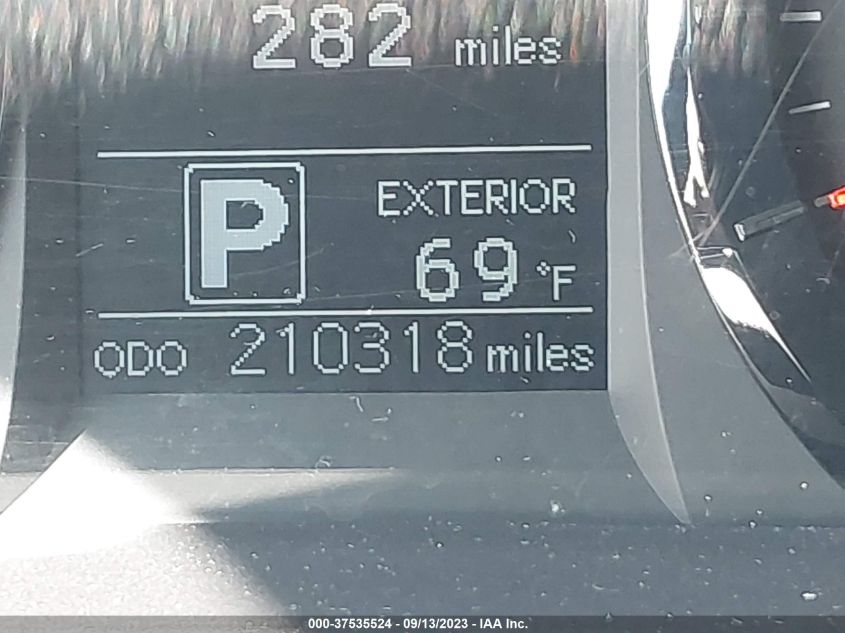 282 miles
P
EXTERIOR
69 °F
ODO 210318 miles
000-37535524 - 09/13/2023 - IAA Inc.